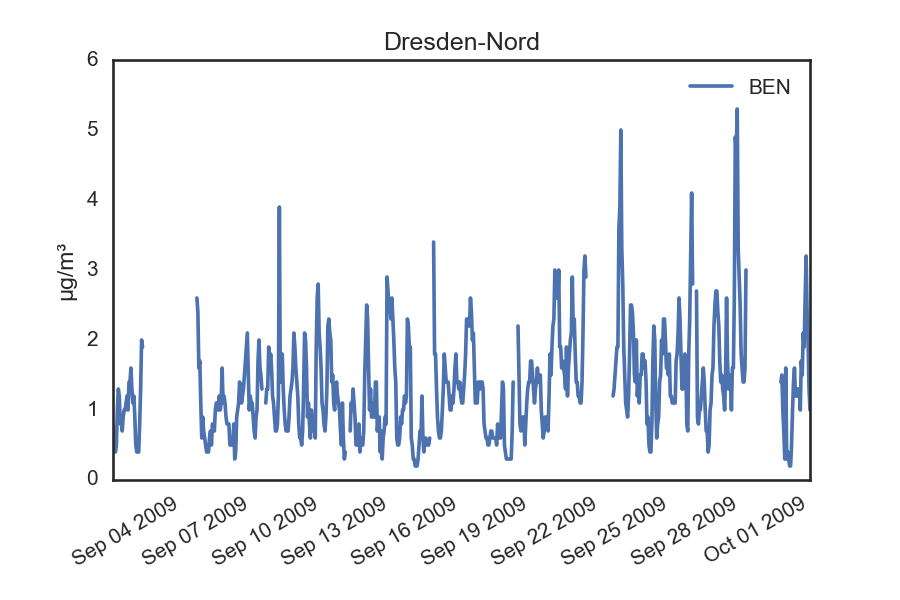 Dresden-Nord
BEN
µg/m³
6
5
4
3
2
1
0
Sep 04 2009
Sep 07 2009
Sep 10 2009
Sep 13 2009
Sep 16 2009
Sep 19 2009
Sep 22 2009
Sep 25 2009
Sep 28 2009
Oct 01 2009